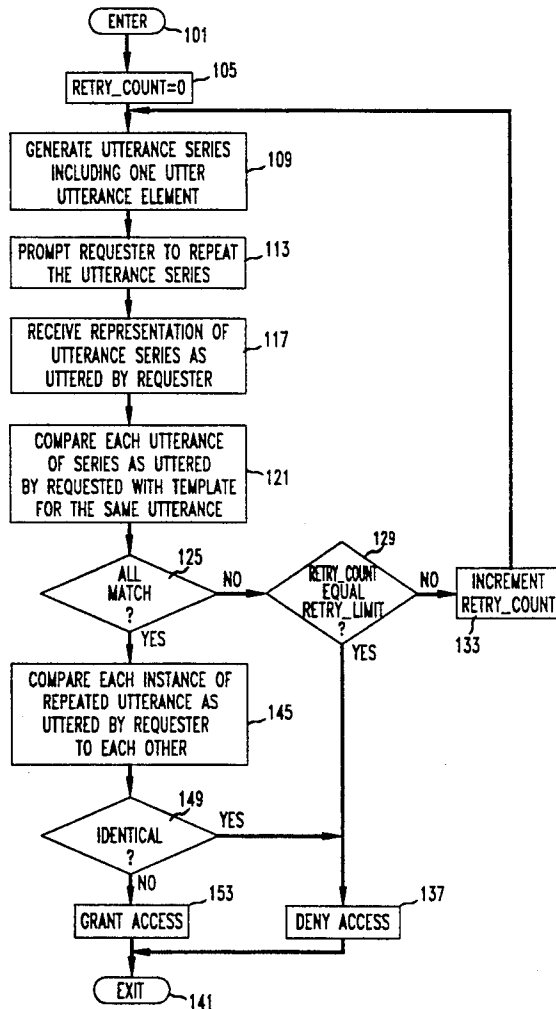 ENTER
101
105
RETRY_COUNT=0
GENERATE UTTERANCE SERIES
INCLUDING ONE UTTER
UTTERANCE ELEMENT
109
PROMPT REQUESTER TO REPEAT
THE UTTERANCE SERIES
113
RECEIVE REPRESENTATION OF
UTTERANCE SERIES AS
UTTERED BY REQUESTER
117
COMPARE EACH UTTERANCE
OF SERIES AS UTTERED
BY REQUESTED WITH TEMPLATE
FOR THE SAME UTTERANCE
121
125
ALL
MATCH
?
NO
YES
129
RETRY_COUNT
EQUAL
RETRY_LIMIT
?
NO
YES
INCREMENT
RETRY_COUNT
133
COMPARE EACH INSTANCE OF
REPEATED UTTERANCE AS
UTTERED BY REQUESTER
TO EACH OTHER
145
149
IDENTICAL
?
YES
NO
153
GRANT ACCESS
137
DENY ACCESS
EXIT
141